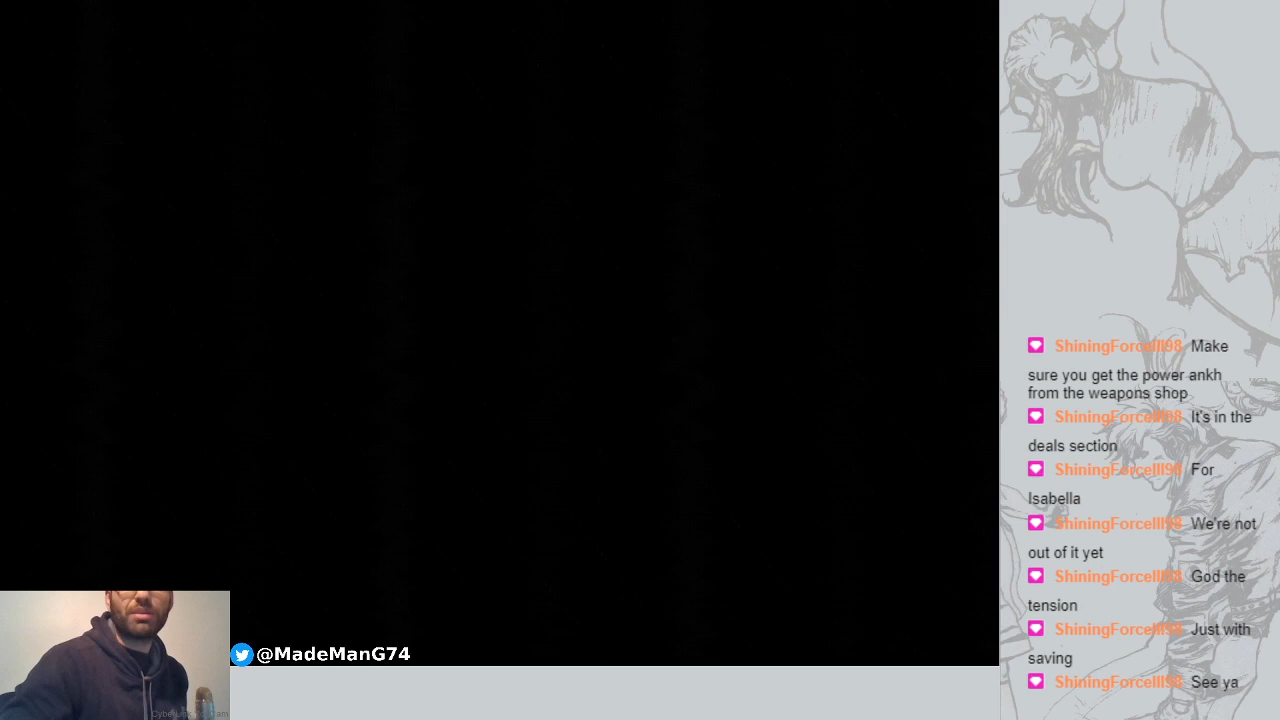 ShiningForceIII98 Make
sure you get the power ankh
from the weapons shop
ShiningForceIII98 It's in the
deals section
ShiningForceIII98 For
Isabella
ShiningForceIII98 We're not
out of it yet
ShiningForceIII98 God the
tension
ShiningForceIII98 Just with
saving
ShiningForceIII98 See ya
@MadeManG74